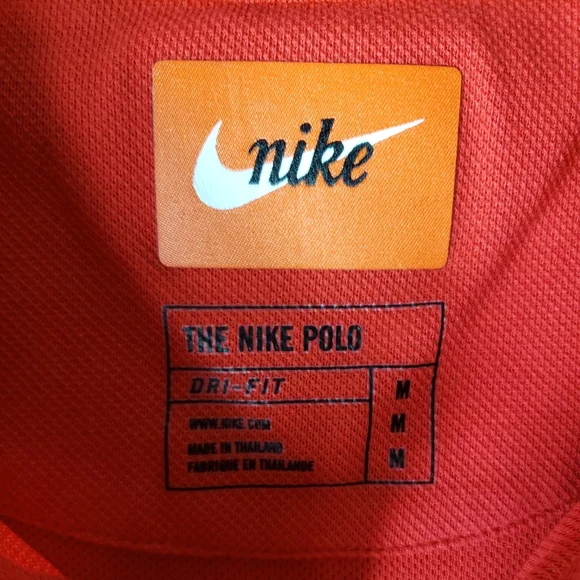 nike
THE NIKE POLO
DRI-FIT
M
WWW.NIKE.COM
M
MADE IN THAILAND
FABRIQUE EN THAILANDE
M